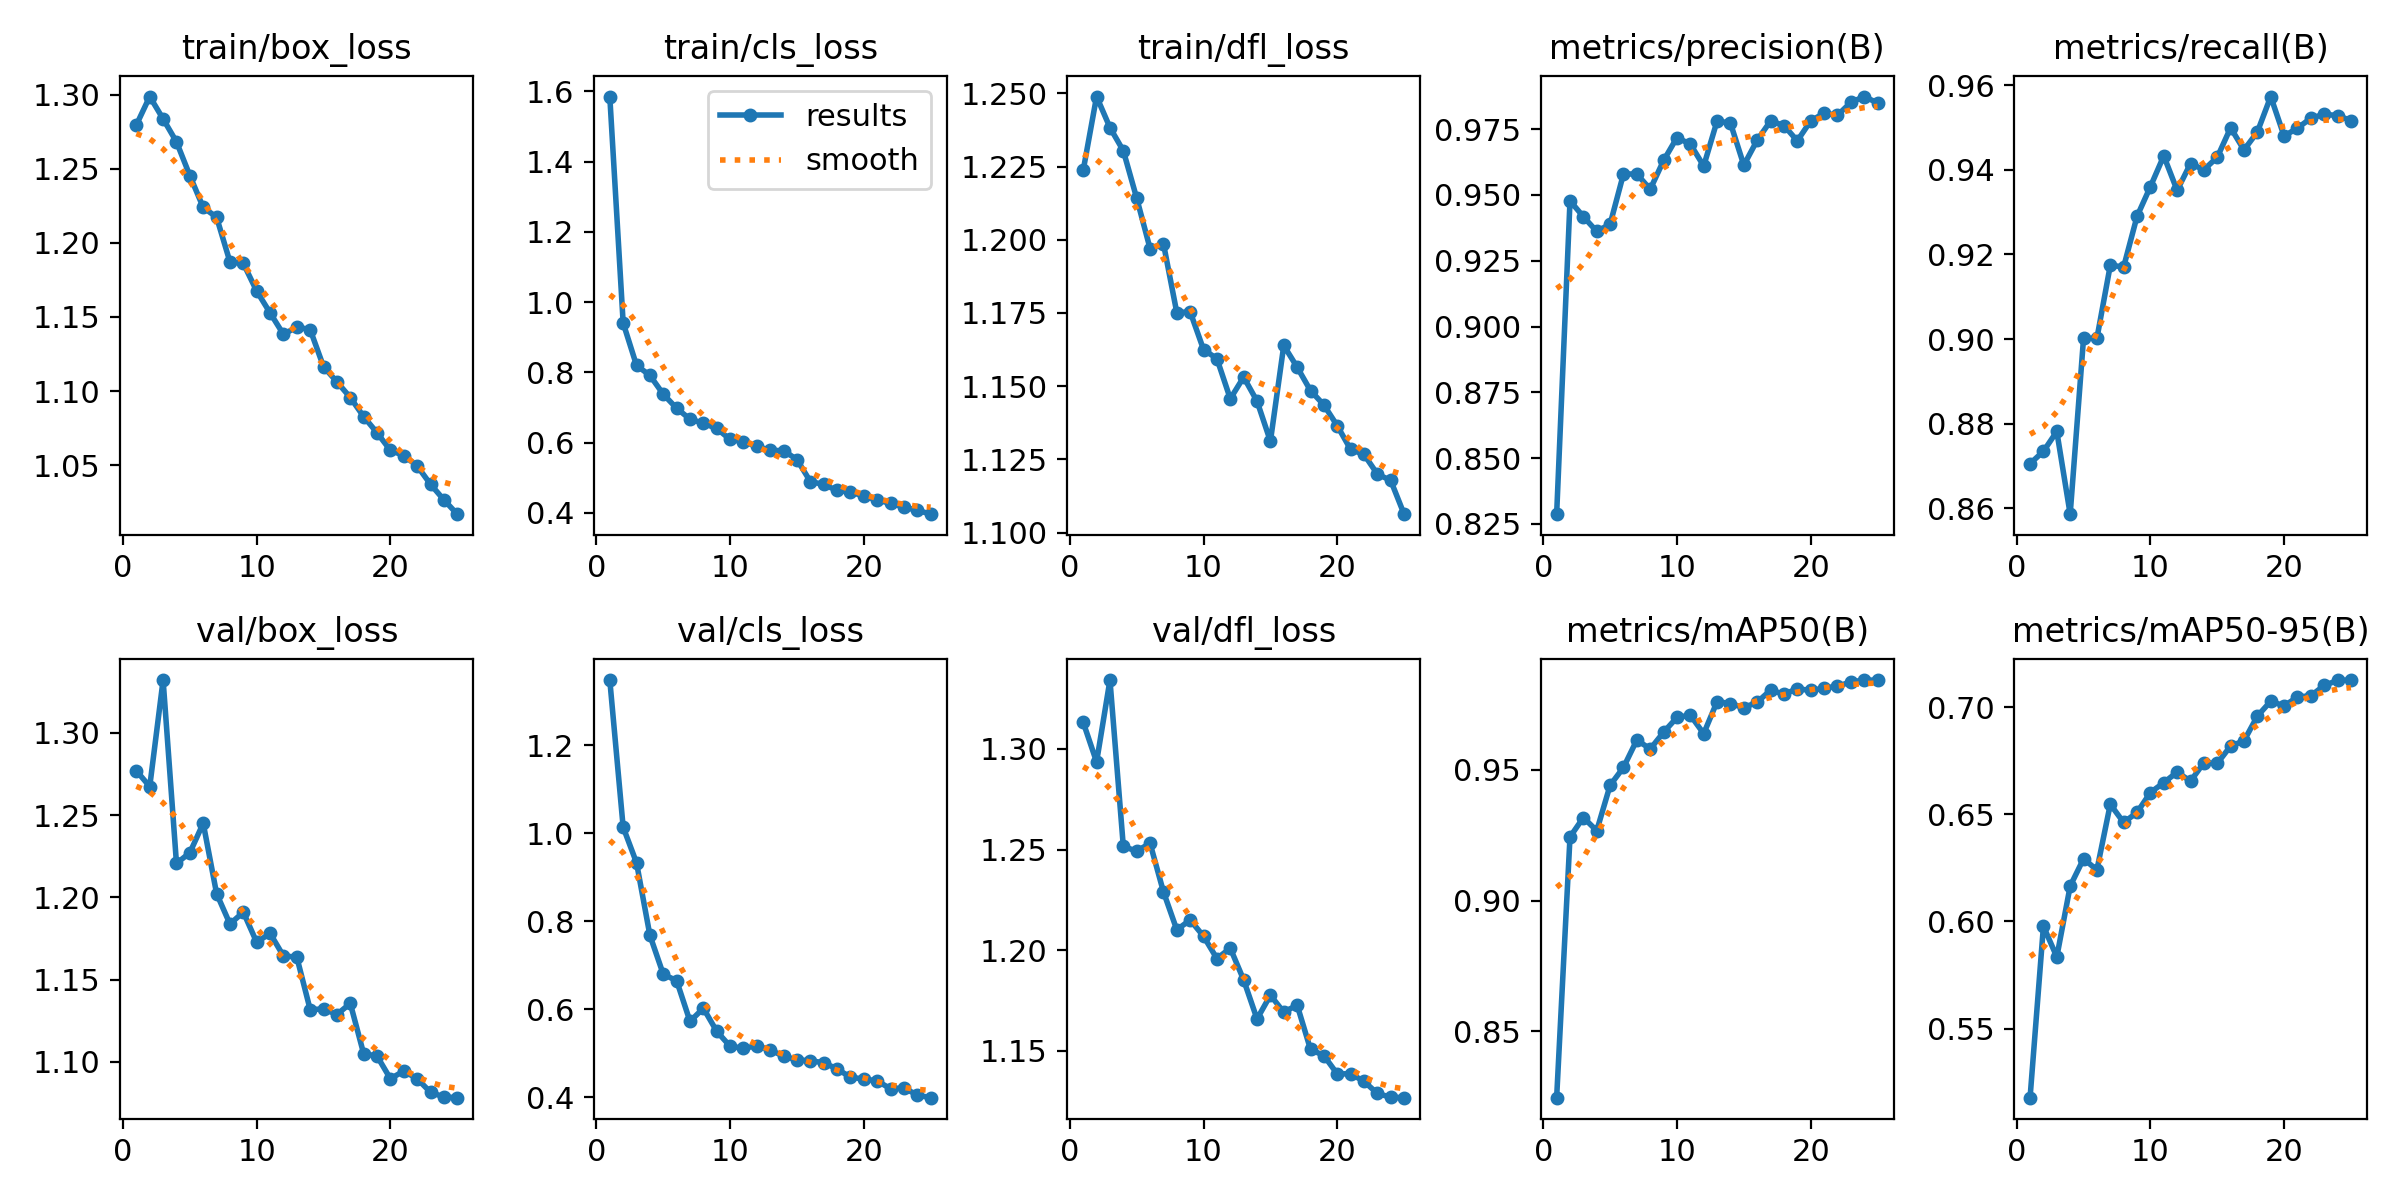 train/box_loss
1.30
1.25
1.20
1.15
1.10
1.05
0 10 20
train/cls_loss
results
smooth
1.6
1.4
1.2
1.0
0.8
0.6
0.4
0 10 20
train/dfl_loss
1.250
1.225
1.200
1.175
1.150
1.125
1.100
0 10 20
metrics/precision(B)
0.975
0.950
0.925
0.900
0.875
0.850
0.825
0 10 20
metrics/recall(B)
0.96
0.94
0.92
0.90
0.88
0.86
0 10 20
val/box_loss
1.30
1.25
1.20
1.15
1.10
0 10 20
val/cls_loss
1.2
1.0
0.8
0.6
0.4
0 10 20
val/dfl_loss
1.30
1.25
1.20
1.15
0 10 20
metrics/mAP50(B)
0.95
0.90
0.85
0 10 20
metrics/mAP50-95(B)
0.70
0.65
0.60
0.55
0 10 20